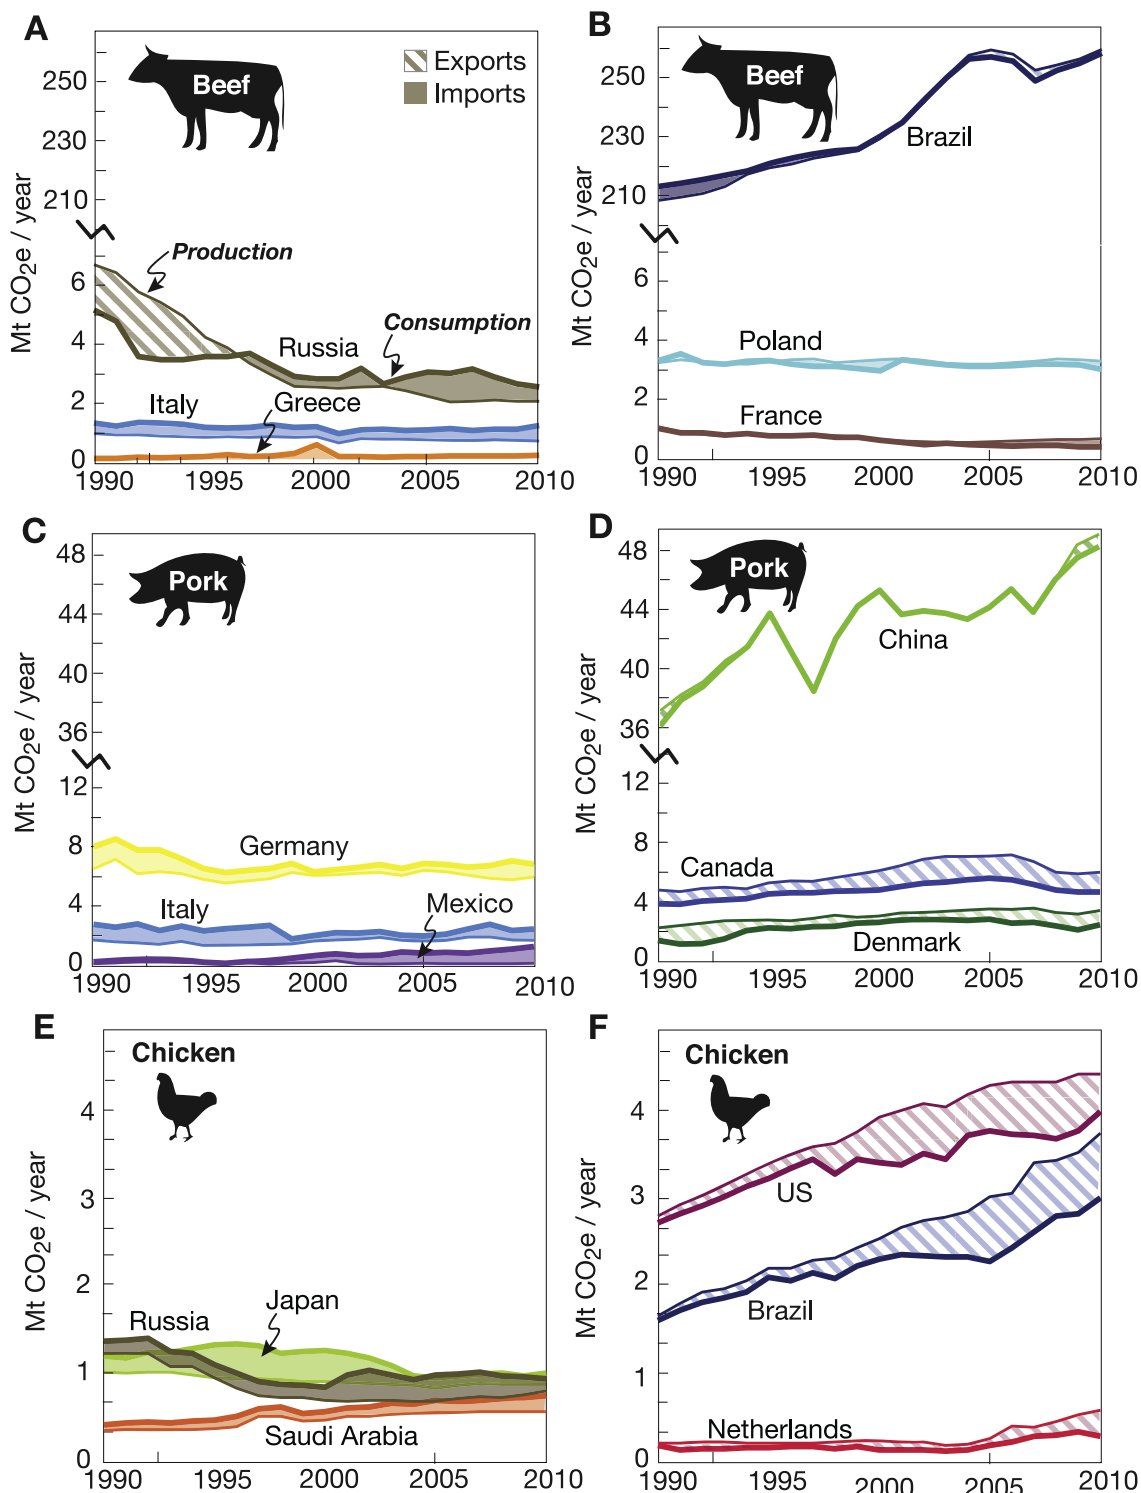 A
Beef
Exports
Imports
250
230
210
6
4
2
0
Mt CO₂e / year
Production
Consumption
Russia
Italy
Greece
1990
1995
2000
2005
2010
B
Beef
250
230
210
6
4
2
0
Mt CO₂e / year
Brazil
Poland
France
1990
1995
2000
2005
2010
C
Pork
48
44
40
36
12
8
4
0
Mt CO₂e / year
Germany
Italy
Mexico
1990
1995
2000
2005
2010
D
Pork
48
44
40
36
12
8
4
0
Mt CO₂e / year
China
Canada
Denmark
1990
1995
2000
2005
2010
E
Chicken
4
3
2
1
0
Mt CO₂e / year
Russia
Japan
Saudi Arabia
1990
1995
2000
2005
2010
F
Chicken
4
3
2
1
0
Mt CO₂e / year
US
Brazil
Netherlands
1990
1995
2000
2005
2010